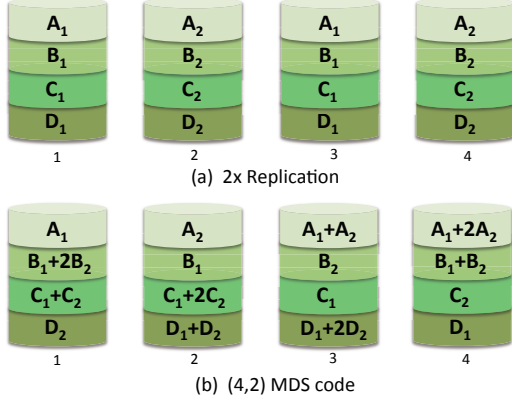 A₁ A₂ A₁ A₂
B₁ B₂ B₁ B₂
C₁ C₂ C₁ C₂
D₁ D₂ D₁ D₂
1 2 3 4
(a) 2x Replication
A₁ A₂ A₁+A₂ A₁+2A₂
B₁+2B₂ B₁ B₂ B₁+B₂
C₁+C₂ C₁+2C₂ C₁ C₂
D₂ D₁+D₂ D₁+2D₂ D₁
1 2 3 4
(b) (4,2) MDS code